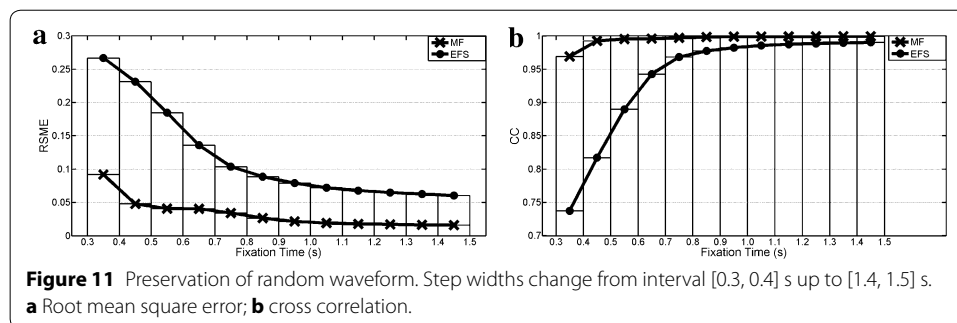 a
0.3
0.25
0.2
0.15
0.1
0.05
0
RSME
MF
EFS
0.3 0.4 0.5 0.6 0.7 0.8 0.9 1.0 1.1 1.2 1.3 1.4 1.5
Fixation Time (s)
b
1
0.95
0.9
0.85
0.8
0.75
0.7
CC
MF
EFS
0.3 0.4 0.5 0.6 0.7 0.8 0.9 1.0 1.1 1.2 1.3 1.4 1.5
Fixation Time (s)
Figure 11 Preservation of random waveform. Step widths change from interval [0.3, 0.4] s up to [1.4, 1.5] s.
a Root mean square error; b cross correlation.